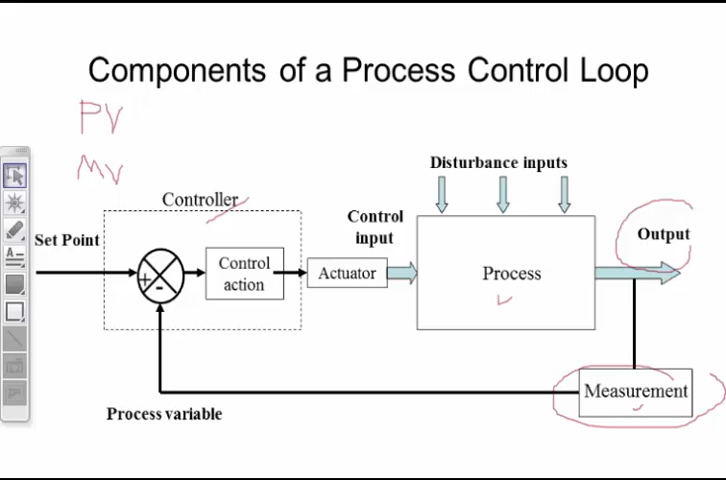 Components of a Process Control Loop
PV
MV
Disturbance inputs
Controller
Control
input
Set Point
Output
+
-
Control
action
Actuator
Process
Measurement
Process variable
A